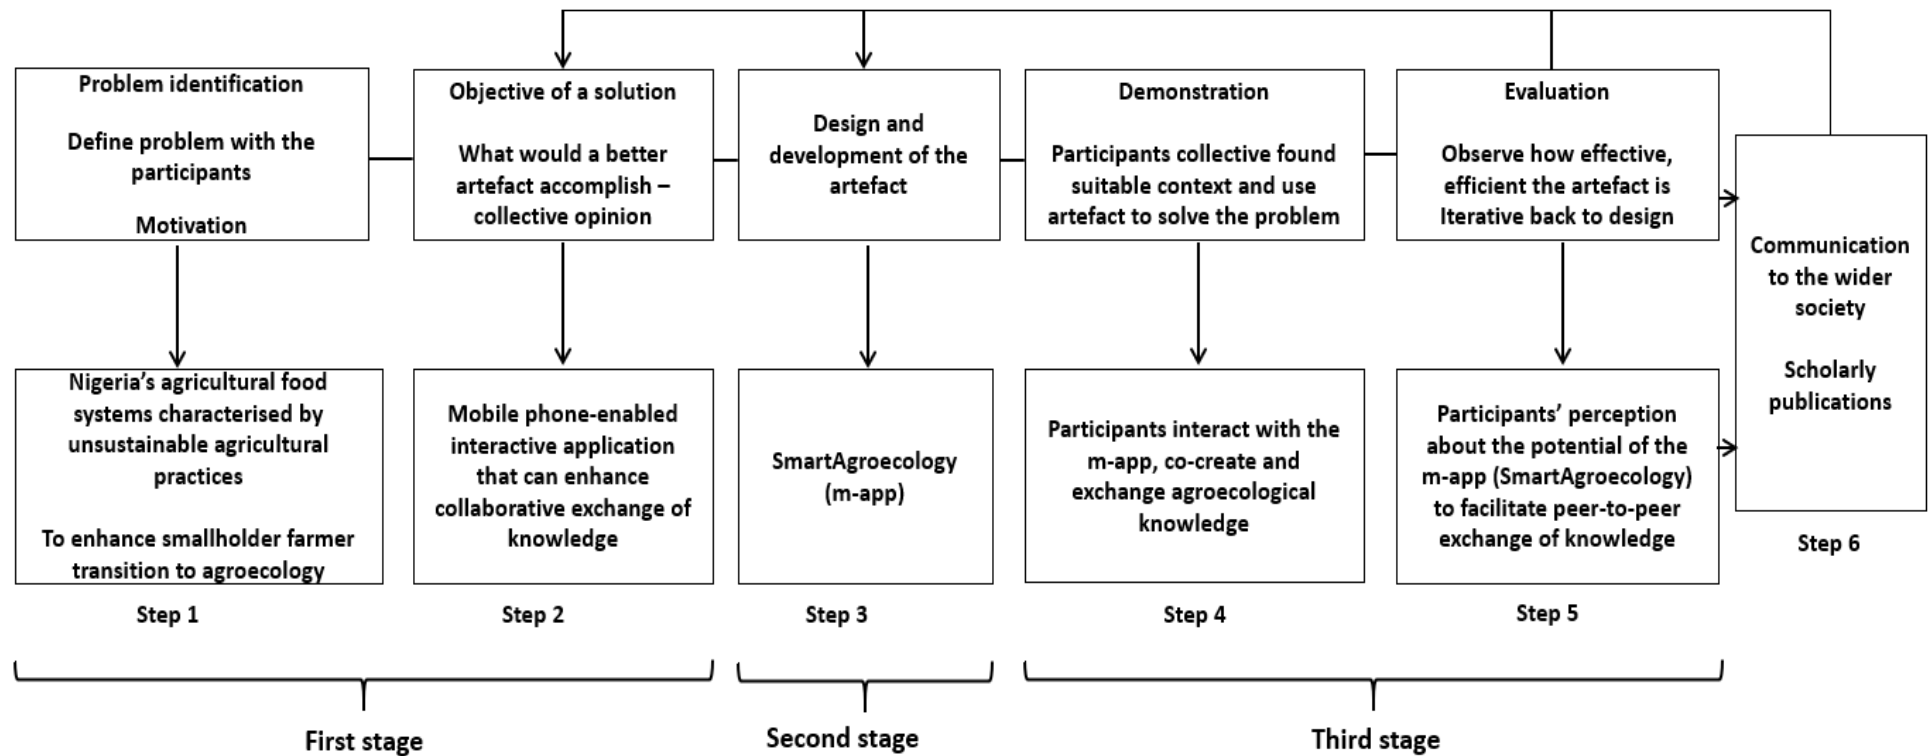 Problem identification
Define problem with the
participants
Motivation
Objective of a solution
What would a better
artefact accomplish –
collective opinion
Design and
development of the
artefact
Demonstration
Participants collective found
suitable context and use
artefact to solve the problem
Evaluation
Observe how effective,
efficient the artefact is
Iterative back to design
Communication
to the wider
society
Scholarly
publications
Nigeria’s agricultural food
systems characterised by
unsustainable agricultural
practices
To enhance smallholder farmer
transition to agroecology
Mobile phone-enabled
interactive application
that can enhance
collaborative exchange of
knowledge
SmartAgroecology
(m-app)
Participants interact with the
m-app, co-create and
exchange agroecological
knowledge
Participants’ perception
about the potential of the
m-app (SmartAgroecology)
to facilitate peer-to-peer
exchange of knowledge
Step 1
Step 2
Step 3
Step 4
Step 5
Step 6
First stage
Second stage
Third stage